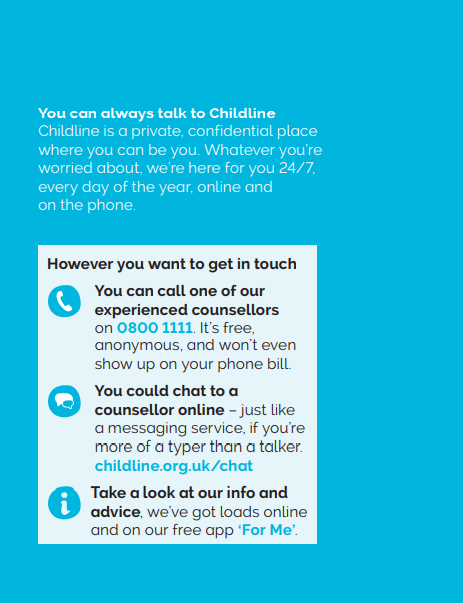 You can always talk to Childline
Childline is a private, confidential place
where you can be you. Whatever you're
worried about, we're here for you 24/7,
every day of the year, online and
on the phone.
However you want to get in touch
You can call one of our
experienced counsellors
on 0800 1111. It's free,
anonymous, and won't even
show up on your phone bill.
You could chat to a
counsellor online – just like
a messaging service, if you're
more of a typer than a talker.
childline.org.uk/chat
Take a look at our info and
advice, we've got loads online
and on our free app ‘For Me’.